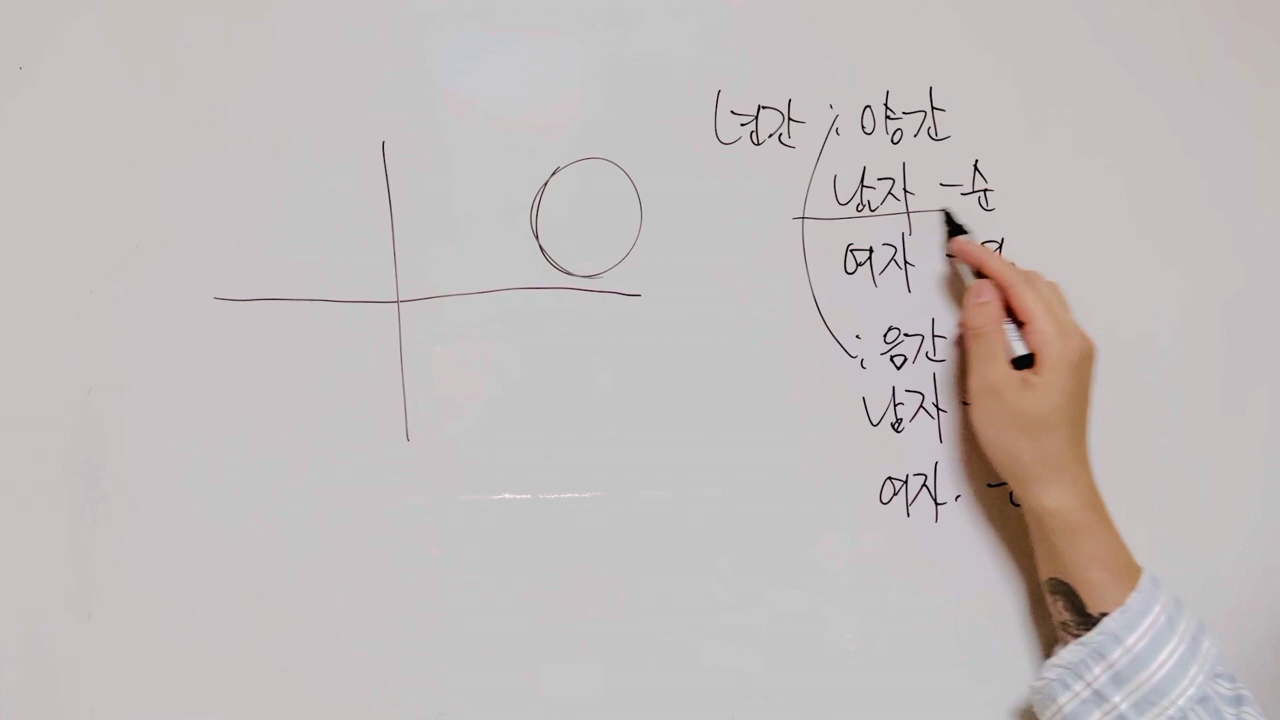 년간 : 양간
남자 - 순
여자 -
: 음간
남자 -
여자. -